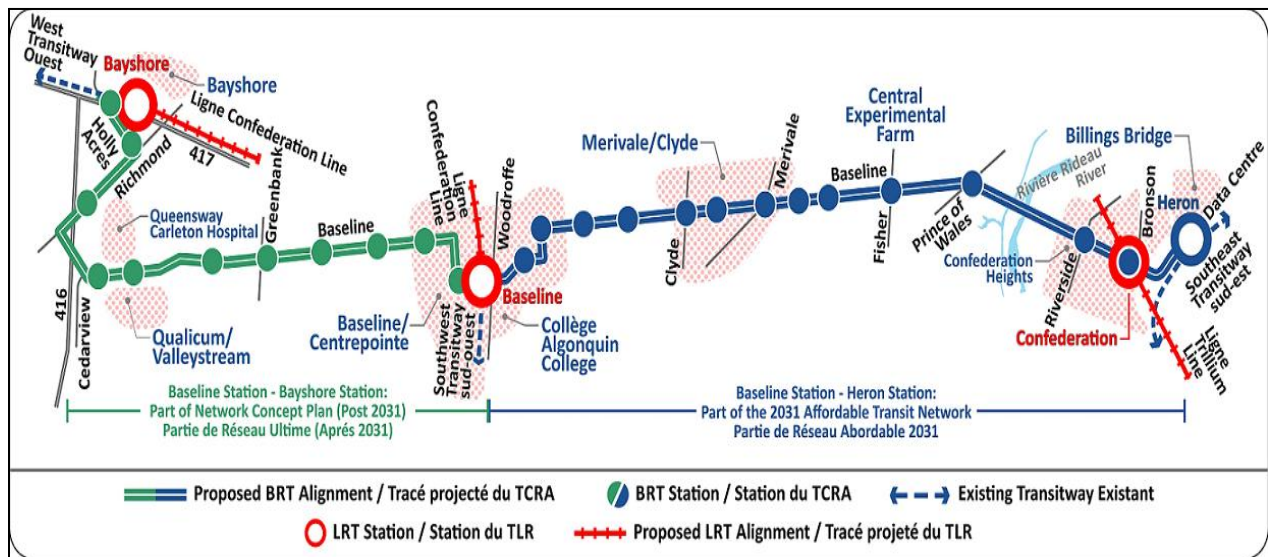 West
Transitway
Ouest
Bayshore
Bayshore
Ligne Confederation Line
417
Holly
Acres
Richmond
Queensway
Carleton Hospital
Greenbank
Baseline
416
Cedarview
Qualicum/
Valleystream
Confederation
Line
Ligne
Woodroffe
Baseline
Baseline/
Centrepointe
Southwest
Transitway
sud-ouest
Collège
Algonquin
College
Merivale/Clyde
Clyde
Merivale
Baseline
Central
Experimental
Farm
Fisher
Prince of
Wales
Rivière Rideau
River
Confederation
Heights
Riverside
Confederation
Bronson
Billings Bridge
Heron
Data Centre
Southeast
Transitway
sud-est
Ligne
Trillium
Line
Baseline Station - Bayshore Station:
Part of Network Concept Plan (Post 2031)
Partie de Réseau Ultime (Aprés 2031)
Baseline Station - Heron Station:
Part of the 2031 Affordable Transit Network
Partie de Réseau Abordable 2031
Proposed BRT Alignment / Tracé projecté du TCRA
BRT Station / Station du TCRA
Existing Transitway Existant
LRT Station / Station du TLR
Proposed LRT Alignment / Tracé projeté du TLR